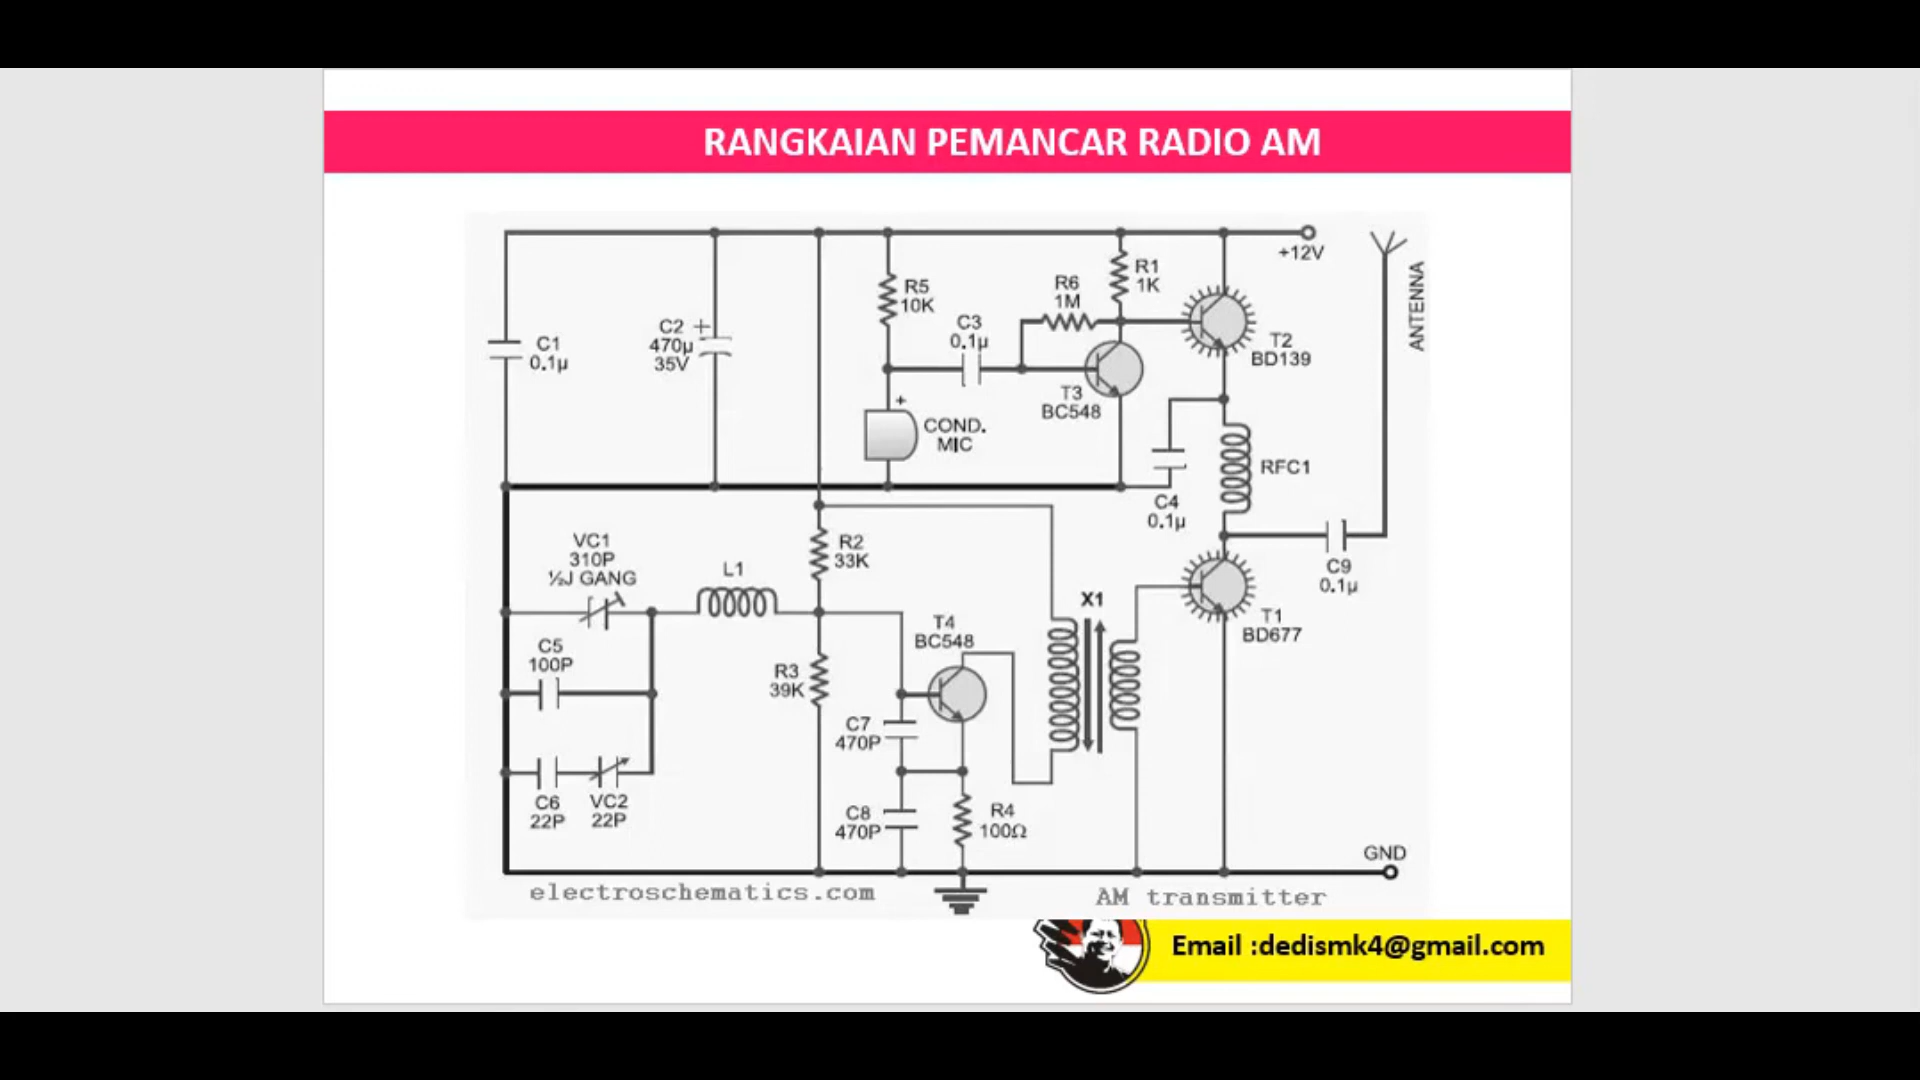 RANGKAIAN PEMANCAR RADIO AM
+12V
ANTENNA
R5
10K
R6
1M
R1
1K
C3
0.1µ
C1
0.1µ
C2 +
470µ
35V
T2
BD139
T3
BC548
+
COND.
MIC
RFC1
C4
0.1µ
VC1
310P
½J GANG
L1
R2
33K
C9
0.1µ
X1
T1
BD677
T4
BC548
C5
100P
R3
39K
C7
470P
C6
22P
VC2
22P
C8
470P
R4
100Ω
GND
electroschematics.com
AM transmitter
Email :dedismk4@gmail.com